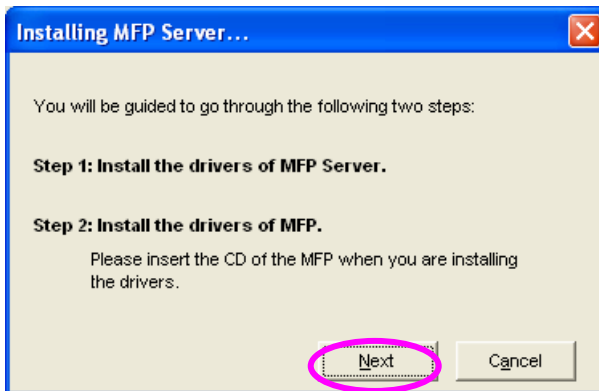 Installing MFP Server...
You will be guided to go through the following two steps:
Step 1: Install the drivers of MFP Server.
Step 2: Install the drivers of MFP.
Please insert the CD of the MFP when you are installing
the drivers.
Next
Cancel